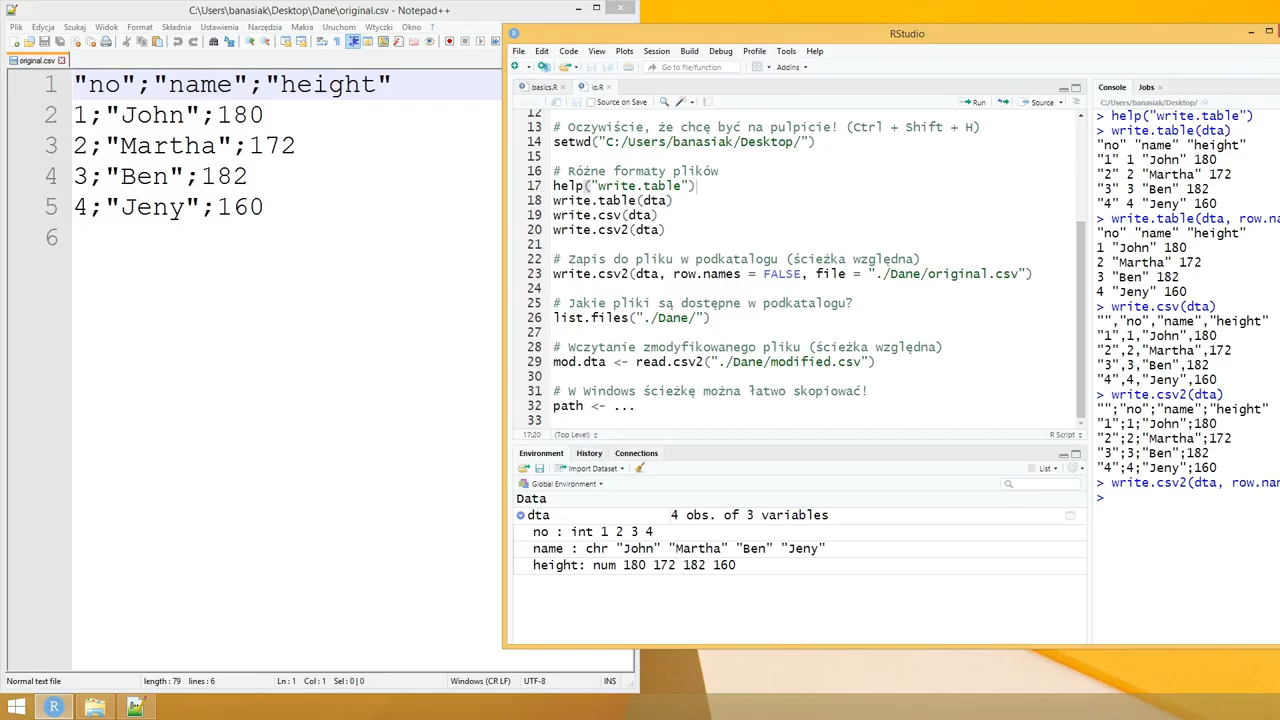 C:\Users\banasiak\Desktop\Dane\original.csv - Notepad++
Plik Edycja Szukaj Widok Format Składnia Ustawienia Narzędzia Makra Uruchom Wtyczki Okno ?
original.csv
1 "no";"name";"height"
2 1;"John";180
3 2;"Martha";172
4 3;"Ben";182
5 4;"Jeny";160
6
Normal text file length : 79 lines : 6 Ln : 1 Col : 1 Sel : 0 | 0 Windows (CR LF) UTF-8 INS
RStudio
File Edit Code View Plots Session Build Debug Profile Tools Help
Go to file/function Addins
basics.R io.R
Source on Save Run Source
12
13 # Oczywiście, że chcę być na pulpicie! (Ctrl + Shift + H)
14 setwd("C:/Users/banasiak/Desktop/")
15
16 # Różne formaty plików
17 help("write.table")
18 write.table(dta)
19 write.csv(dta)
20 write.csv2(dta)
21
22 # Zapis do pliku w podkatalogu (ścieżka względna)
23 write.csv2(dta, row.names = FALSE, file = "./Dane/original.csv")
24
25 # Jakie pliki są dostępne w podkatalogu?
26 list.files("./Dane/")
27
28 # Wczytanie zmodyfikowanego pliku (ścieżka względna)
29 mod.dta <- read.csv2("./Dane/modified.csv")
30
31 # W Windows ścieżkę można łatwo skopiować!
32 path <- ...
33
17:20 (Top Level) R Script
Environment History Connections
Import Dataset List
Global Environment
Data
dta 4 obs. of 3 variables
no : int 1 2 3 4
name : chr "John" "Martha" "Ben" "Jeny"
height: num 180 172 182 160
Console Jobs
C:/Users/banasiak/Desktop/
> help("write.table")
> write.table(dta)
"no" "name" "height"
"1" 1 "John" 180
"2" 2 "Martha" 172
"3" 3 "Ben" 182
"4" 4 "Jeny" 160
> write.table(dta, row.nam
"no" "name" "height"
1 "John" 180
2 "Martha" 172
3 "Ben" 182
4 "Jeny" 160
> write.csv(dta)
"","no","name","height"
"1",1,"John",180
"2",2,"Martha",172
"3",3,"Ben",182
"4",4,"Jeny",160
> write.csv2(dta)
"";"no";"name";"height"
"1";1;"John";180
"2";2;"Martha";172
"3";3;"Ben";182
"4";4;"Jeny";160
> write.csv2(dta, row.nam
>